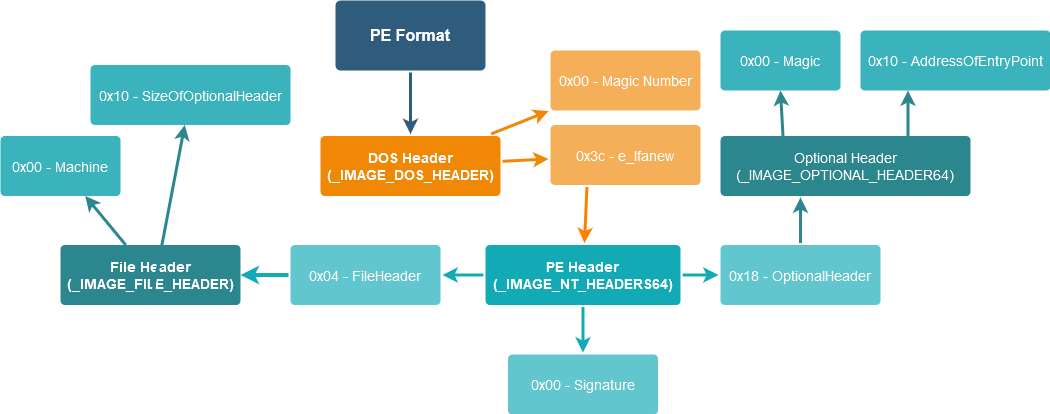 PE Format
0x00 - Magic Number
0x00 - Magic
0x10 - AddressOfEntryPoint
0x10 - SizeOfOptionalHeader
0x00 - Machine
DOS Header
(_IMAGE_DOS_HEADER)
0x3c - e_lfanew
Optional Header
(_IMAGE_OPTIONAL_HEADER64)
File Header
(_IMAGE_FILE_HEADER)
0x04 - FileHeader
PE Header
(_IMAGE_NT_HEADERS64)
0x18 - OptionalHeader
0x00 - Signature